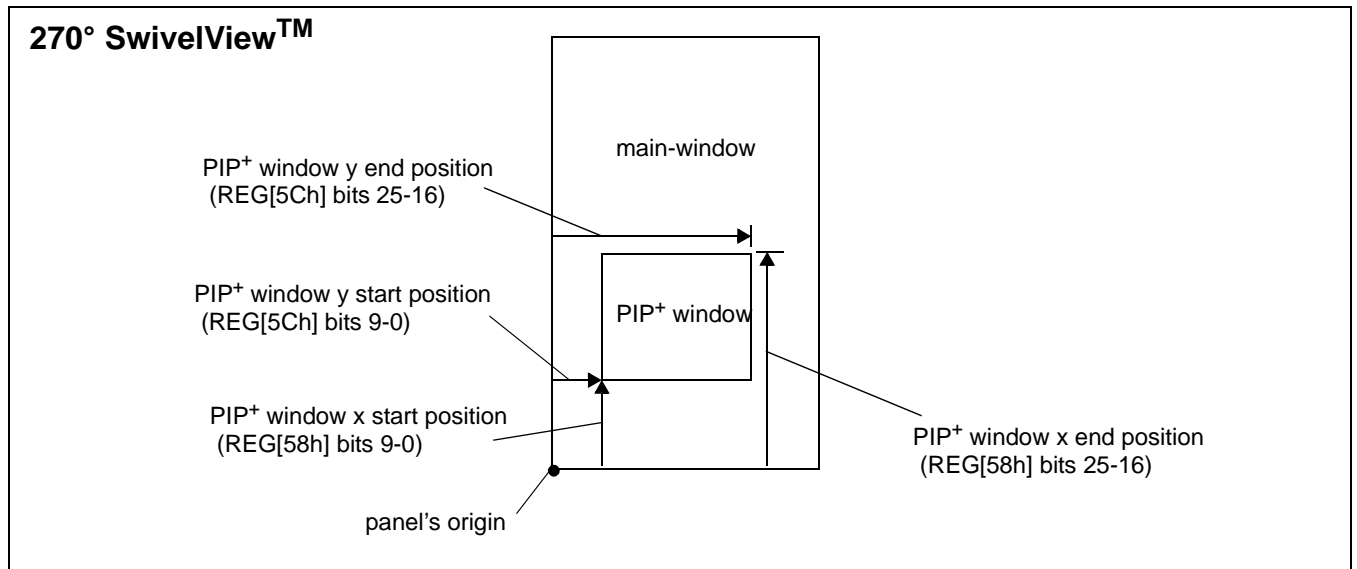 270° SwivelView™
main-window
PIP+ window y end position
(REG[5Ch] bits 25-16)
PIP+ window y start position
(REG[5Ch] bits 9-0)
PIP+ window
PIP+ window x start position
(REG[58h] bits 9-0)
PIP+ window x end position
(REG[58h] bits 25-16)
panel's origin